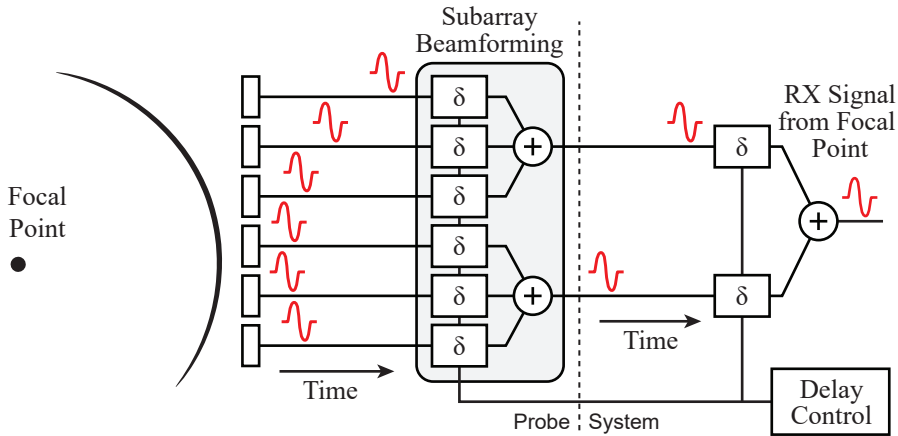 Subarray
Beamforming
RX Signal
from Focal
Point
Focal
Point
δ
δ
δ
δ
δ
δ
+
+
δ
δ
+
Time
Time
Probe
System
Delay
Control